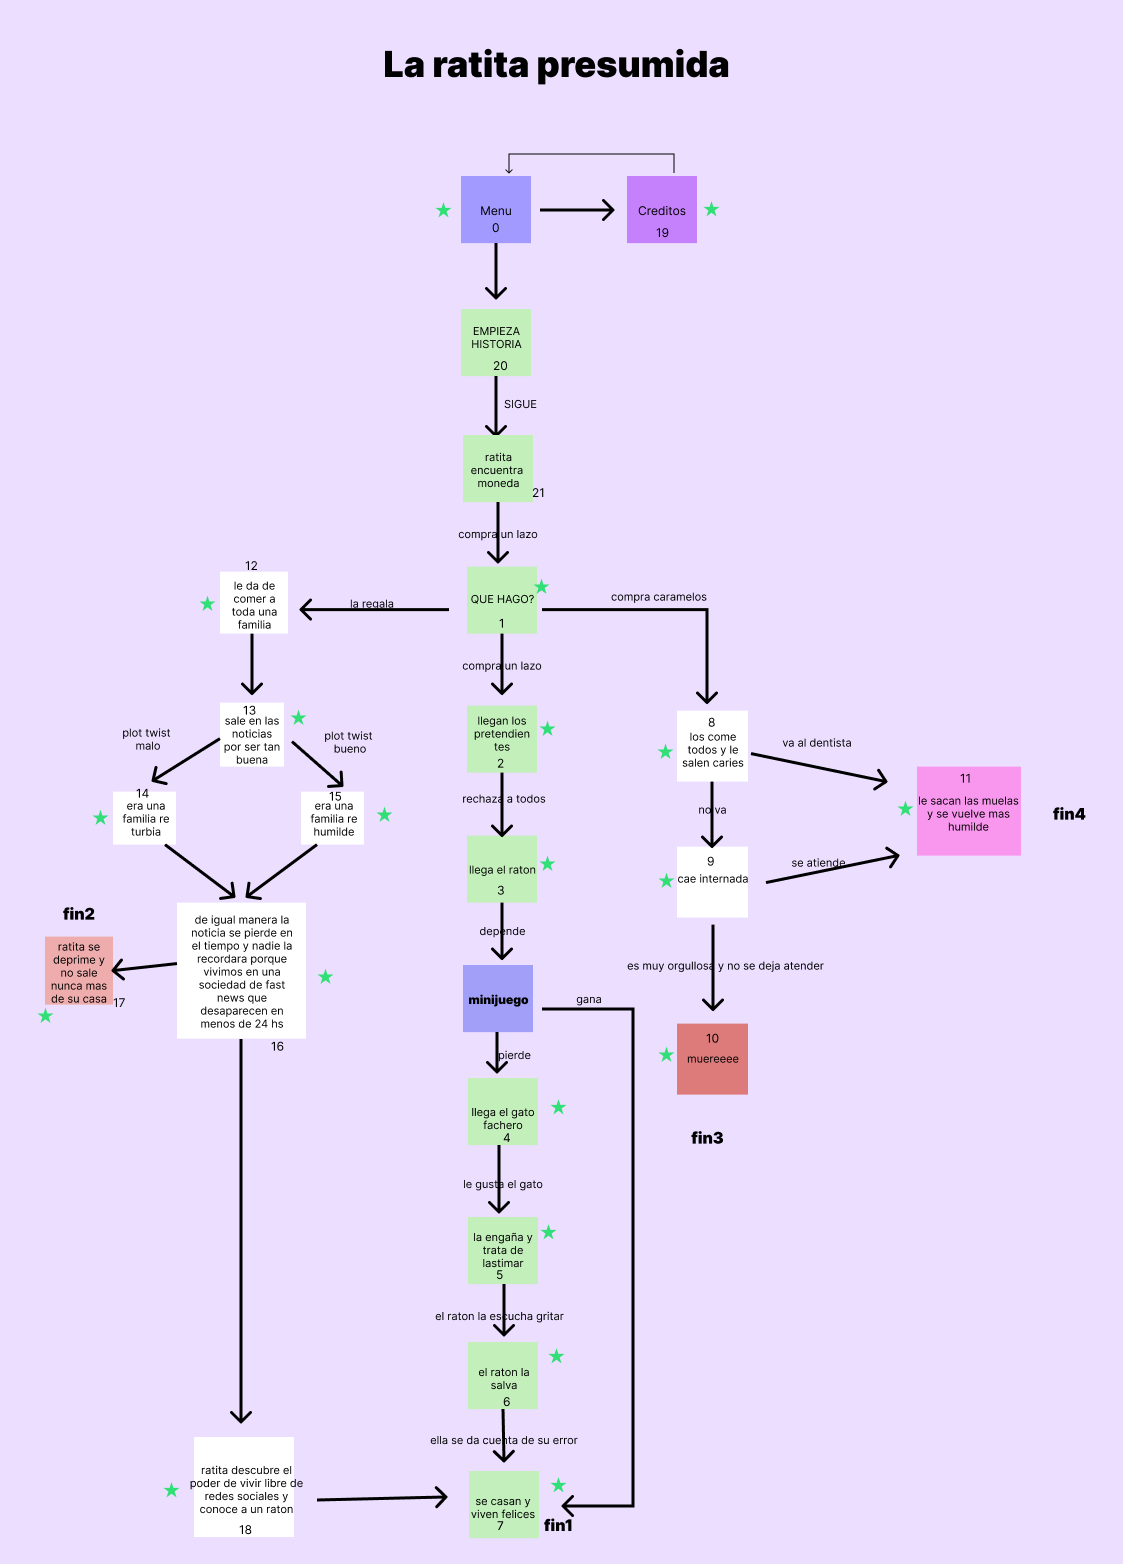 La ratita presumida
Menu
0
Creditos
19
EMPIEZA
HISTORIA
20
SIGUE
ratita
encuentra
moneda
21
compra un lazo
QUE HAGO?
1
la regala
12
le da de
comer a
toda una
familia
13
sale en las
noticias
por ser tan
buena
plot twist
malo
plot twist
bueno
14
era una
familia re
turbia
15
era una
familia re
humilde
de igual manera la
noticia se pierde en
el tiempo y nadie la
recordara porque
vivimos en una
sociedad de fast
news que
desaparecen en
menos de 24 hs
16
fin2
ratita se
deprime y
no sale
nunca mas
de su casa
17
ratita descubre el
poder de vivir libre de
redes sociales y
conoce a un raton
18
compra un lazo
llegan los
pretendien
tes
2
rechaza a todos
llega el raton
3
depende
minijuego
gana
pierde
llega el gato
fachero
4
le gusta el gato
la engaña y
trata de
lastimar
5
el raton la escucha gritar
el raton la
salva
6
ella se da cuenta de su error
se casan y
viven felices
7
fin1
compra caramelos
8
los come
todos y le
salen caries
va al dentista
no va
9
cae internada
se atiende
11
le sacan las muelas
y se vuelve mas
humilde
fin4
es muy orgullosa y no se deja atender
10
muereeee
fin3